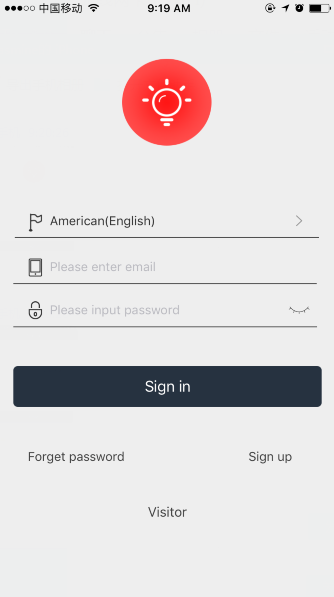 中国移动 9:19 AM
American(English)
Please enter email
Please input password
Sign in
Forget password Sign up
Visitor